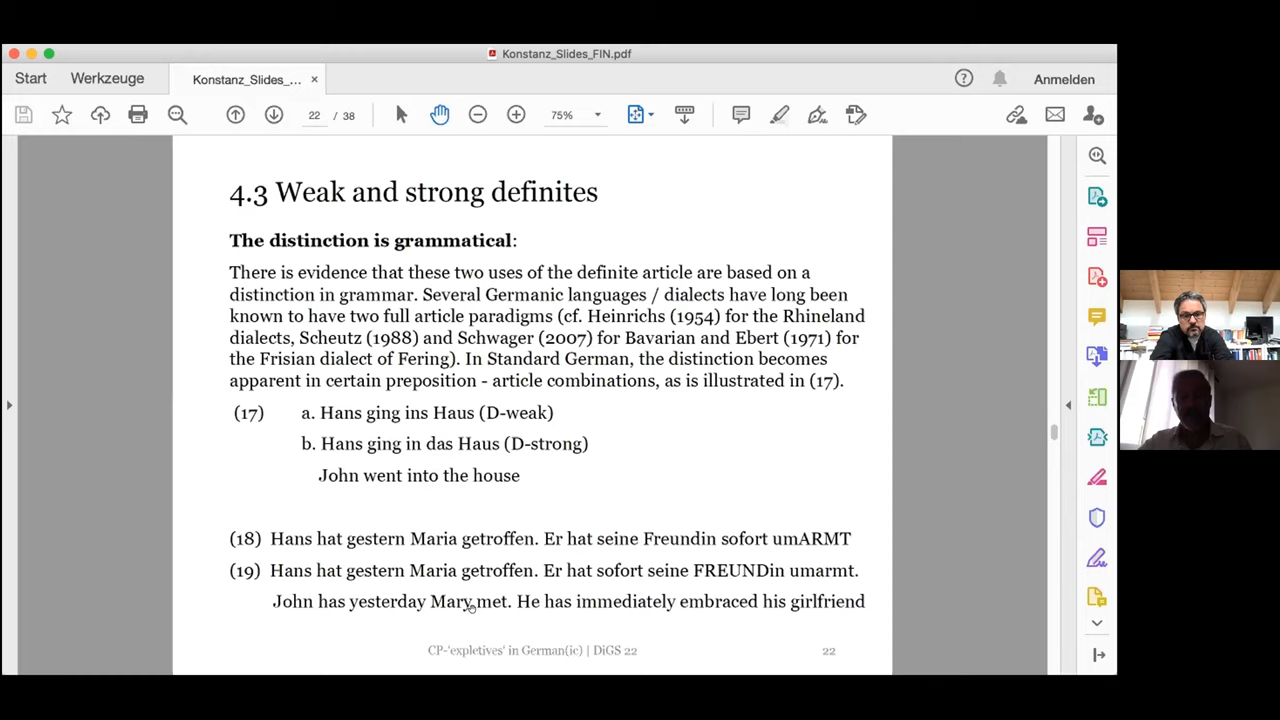 Konstanz_Slides_FIN.pdf
Start Werkzeuge Konstanz_Slides_... × Anmelden
22 / 38 75%
4.3 Weak and strong definites
The distinction is grammatical:
There is evidence that these two uses of the definite article are based on a
distinction in grammar. Several Germanic languages / dialects have long been
known to have two full article paradigms (cf. Heinrichs (1954) for the Rhineland
dialects, Scheutz (1988) and Schwager (2007) for Bavarian and Ebert (1971) for
the Frisian dialect of Fering). In Standard German, the distinction becomes
apparent in certain preposition - article combinations, as is illustrated in (17).
(17) a. Hans ging ins Haus (D-weak)
b. Hans ging in das Haus (D-strong)
John went into the house
(18) Hans hat gestern Maria getroffen. Er hat seine Freundin sofort umARMT
(19) Hans hat gestern Maria getroffen. Er hat sofort seine FREUNDin umarmt.
John has yesterday Mary met. He has immediately embraced his girlfriend
CP-'expletives' in German(ic) | DiGS 22 22